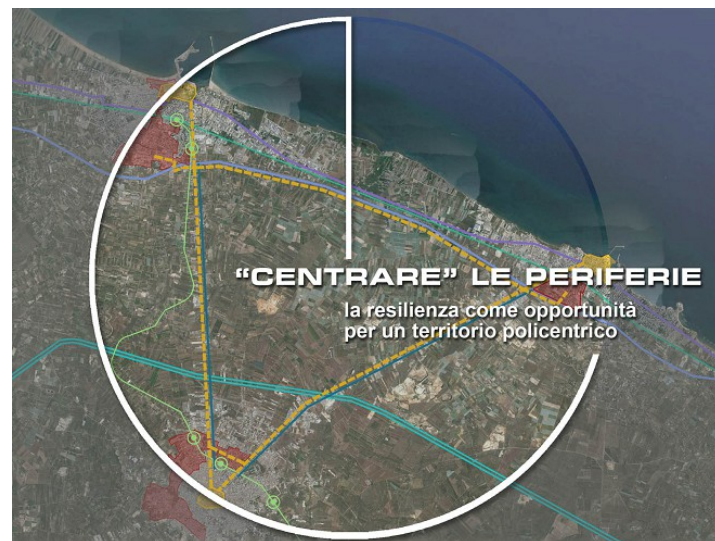 “CENTRARE” LE PERIFERIE
la resilienza come opportunità
per un territorio policentrico